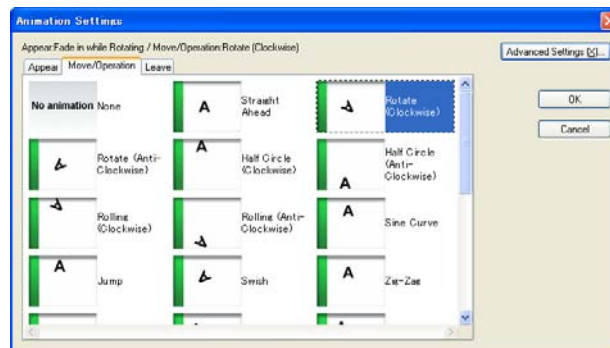 Animation Settings
Appear:Fade in while Rotating / Move/Operation:Rotate (Clockwise)
Advanced Settings [X]...
Appear Move/Operation Leave
OK
Cancel
No animation None
A Straight
Ahead
A Rotate
(Clockwise)
A Rotate (Anti-
Clockwise)
A Half Circle
(Clockwise)
A Half Circle
(Anti-
Clockwise)
A Rolling
(Clockwise)
A Rolling (Anti-
Clockwise)
A Sine Curve
A Jump
A Swish
A Zig-Zag